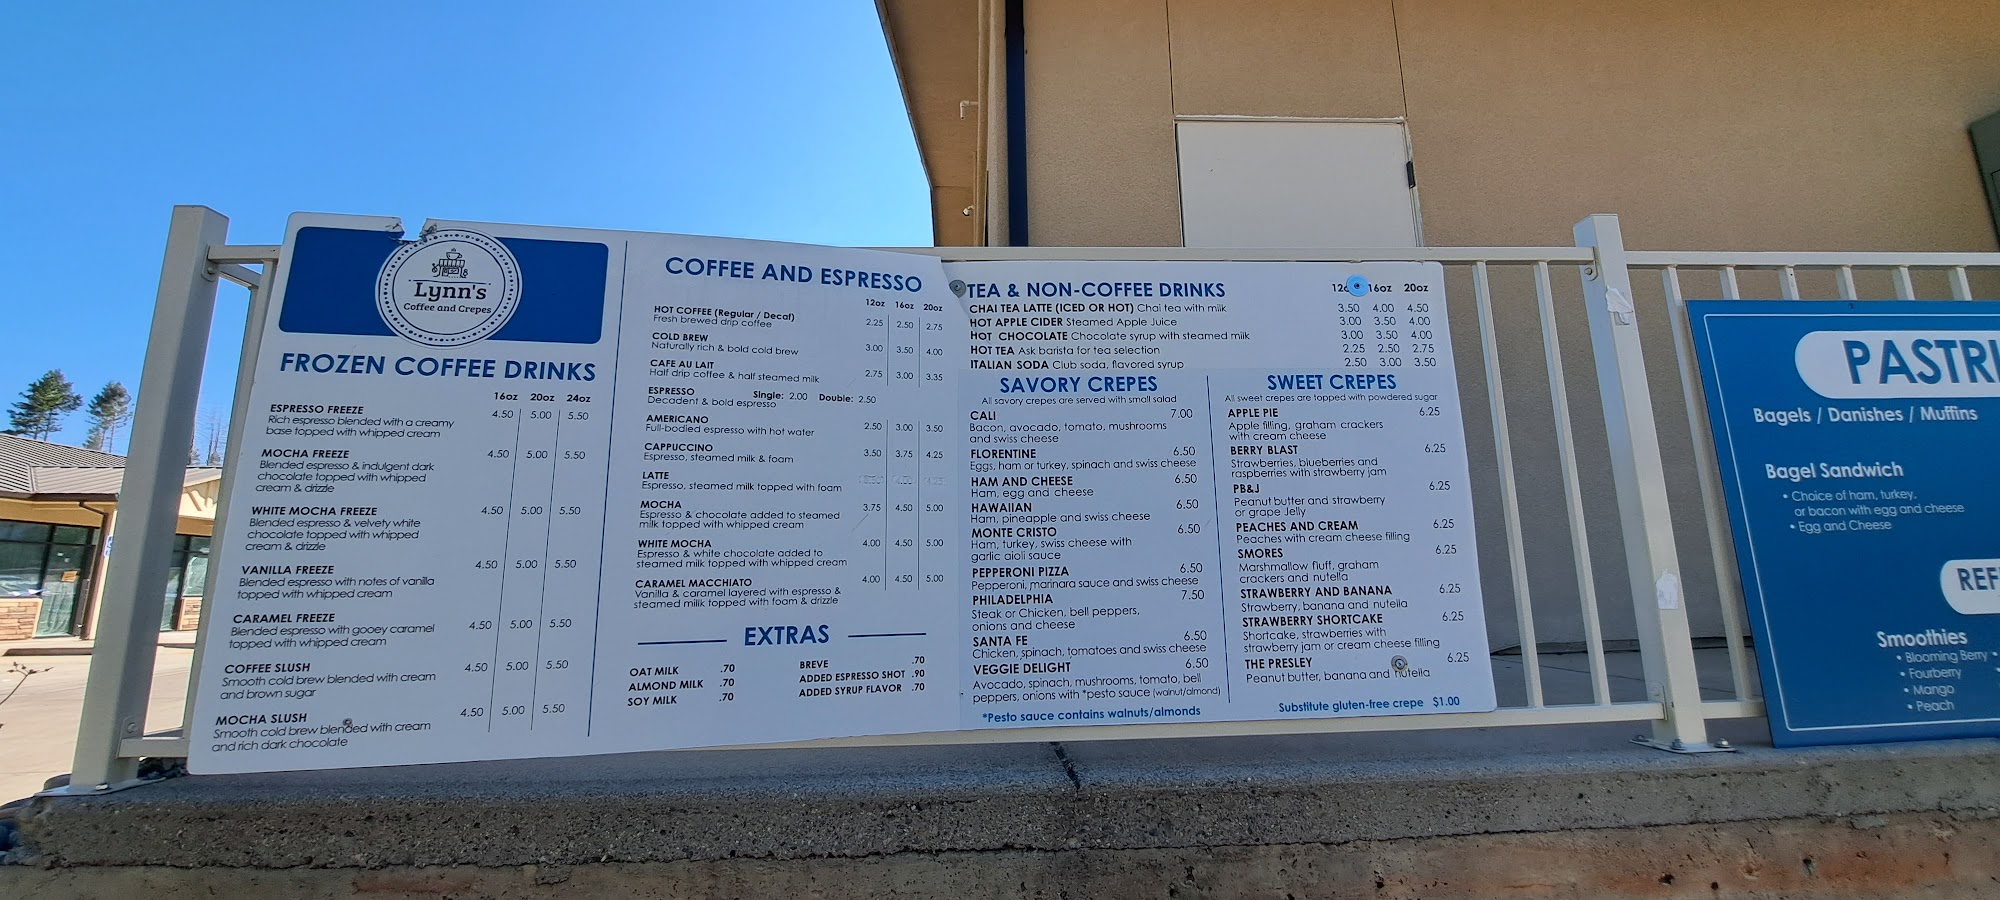 Lynn's
Coffee and Crepes
FROZEN COFFEE DRINKS
16oz 20oz 24oz
ESPRESSO FREEZE 4.50 5.00 5.50
Rich espresso blended with a creamy
base topped with whipped cream
MOCHA FREEZE 4.50 5.00 5.50
Blended espresso & indulgent dark
chocolate topped with whipped
cream & drizzle
WHITE MOCHA FREEZE 4.50 5.00 5.50
Blended espresso & velvety white
chocolate topped with whipped
cream & drizzle
VANILLA FREEZE 4.50 5.00 5.50
Blended espresso with notes of vanilla
topped with whipped cream
CARAMEL FREEZE 4.50 5.00 5.50
Blended espresso with gooey caramel
topped with whipped cream
COFFEE SLUSH 4.50 5.00 5.50
Smooth cold brew blended with cream
and brown sugar
MOCHA SLUSH 4.50 5.00 5.50
Smooth cold brew blended with cream
and rich dark chocolate
COFFEE AND ESPRESSO
12oz 16oz 20oz
HOT COFFEE (Regular / Decaf) 2.25 2.50 2.75
Fresh brewed drip coffee
COLD BREW 3.00 3.50 4.00
Naturally rich & bold cold brew
CAFE AU LAIT 2.75 3.00 3.35
Half drip coffee & half steamed milk
ESPRESSO Single: 2.00 Double: 2.50
Decadent & bold espresso
AMERICANO 2.50 3.00 3.50
Full-bodied espresso with hot water
CAPPUCCINO 3.50 3.75 4.25
Espresso, steamed milk & foam
LATTE
Espresso, steamed milk topped with foam
MOCHA 3.75 4.50 5.00
Espresso & chocolate added to steamed
milk topped with whipped cream
WHITE MOCHA 4.00 4.50 5.00
Espresso & white chocolate added to
steamed milk topped with whipped cream
CARAMEL MACCHIATO 4.00 4.50 5.00
Vanilla & caramel layered with espresso &
steamed milk topped with foam & drizzle
EXTRAS
OAT MILK .70
ALMOND MILK .70
SOY MILK .70
BREVE .70
ADDED ESPRESSO SHOT .90
ADDED SYRUP FLAVOR .70
TEA & NON-COFFEE DRINKS
16oz 20oz
CHAI TEA LATTE (ICED OR HOT) Chai tea with milk 3.50 4.00 4.50
HOT APPLE CIDER Steamed Apple Juice 3.00 3.50 4.00
HOT CHOCOLATE Chocolate syrup with steamed milk 3.00 3.50 4.00
HOT TEA Ask barista for tea selection 2.25 2.50 2.75
ITALIAN SODA Club soda, flavored syrup 2.50 3.00 3.50
SAVORY CREPES
All savory crepes are served with small salad
CALI 7.00
Bacon, avocado, tomato, mushrooms
and swiss cheese
FLORENTINE 6.50
Eggs, ham or turkey, spinach and swiss cheese
HAM AND CHEESE 6.50
Ham, egg and cheese
HAWAIIAN 6.50
Ham, pineapple and swiss cheese
MONTE CRISTO 6.50
Ham, turkey, swiss cheese with
garlic aioli sauce
PEPPERONI PIZZA 6.50
Pepperoni, marinara sauce and swiss cheese
PHILADELPHIA 7.50
Steak or Chicken, bell peppers,
onions and cheese
SANTA FE 6.50
Chicken, spinach, tomatoes and swiss cheese
VEGGIE DELIGHT 6.50
Avocado, spinach, mushrooms, tomato, bell
peppers, onions with *pesto sauce (walnut/almond)
*Pesto sauce contains walnuts/almonds
SWEET CREPES
All sweet crepes are topped with powdered sugar
APPLE PIE 6.25
Apple filling, graham crackers
with cream cheese
BERRY BLAST 6.25
Strawberries, blueberries and
raspberries with strawberry jam
PB&J 6.25
Peanut butter and strawberry
or grape Jelly
PEACHES AND CREAM 6.25
Peaches with cream cheese filling
SMORES 6.25
Marshmallow fluff, graham
crackers and nutella
STRAWBERRY AND BANANA 6.25
Strawberry, banana and nutella
STRAWBERRY SHORTCAKE 6.25
Shortcake, strawberries with
strawberry jam or cream cheese filling
THE PRESLEY 6.25
Peanut butter, banana and nutella
Substitute gluten-free crepe $1.00
PASTRI
Bagels / Danishes / Muffins
Bagel Sandwich
• Choice of ham, turkey,
or bacon with egg and cheese
• Egg and Cheese
REF
Smoothies
• Blooming Berry •
• Fourberry
• Mango
• Peach